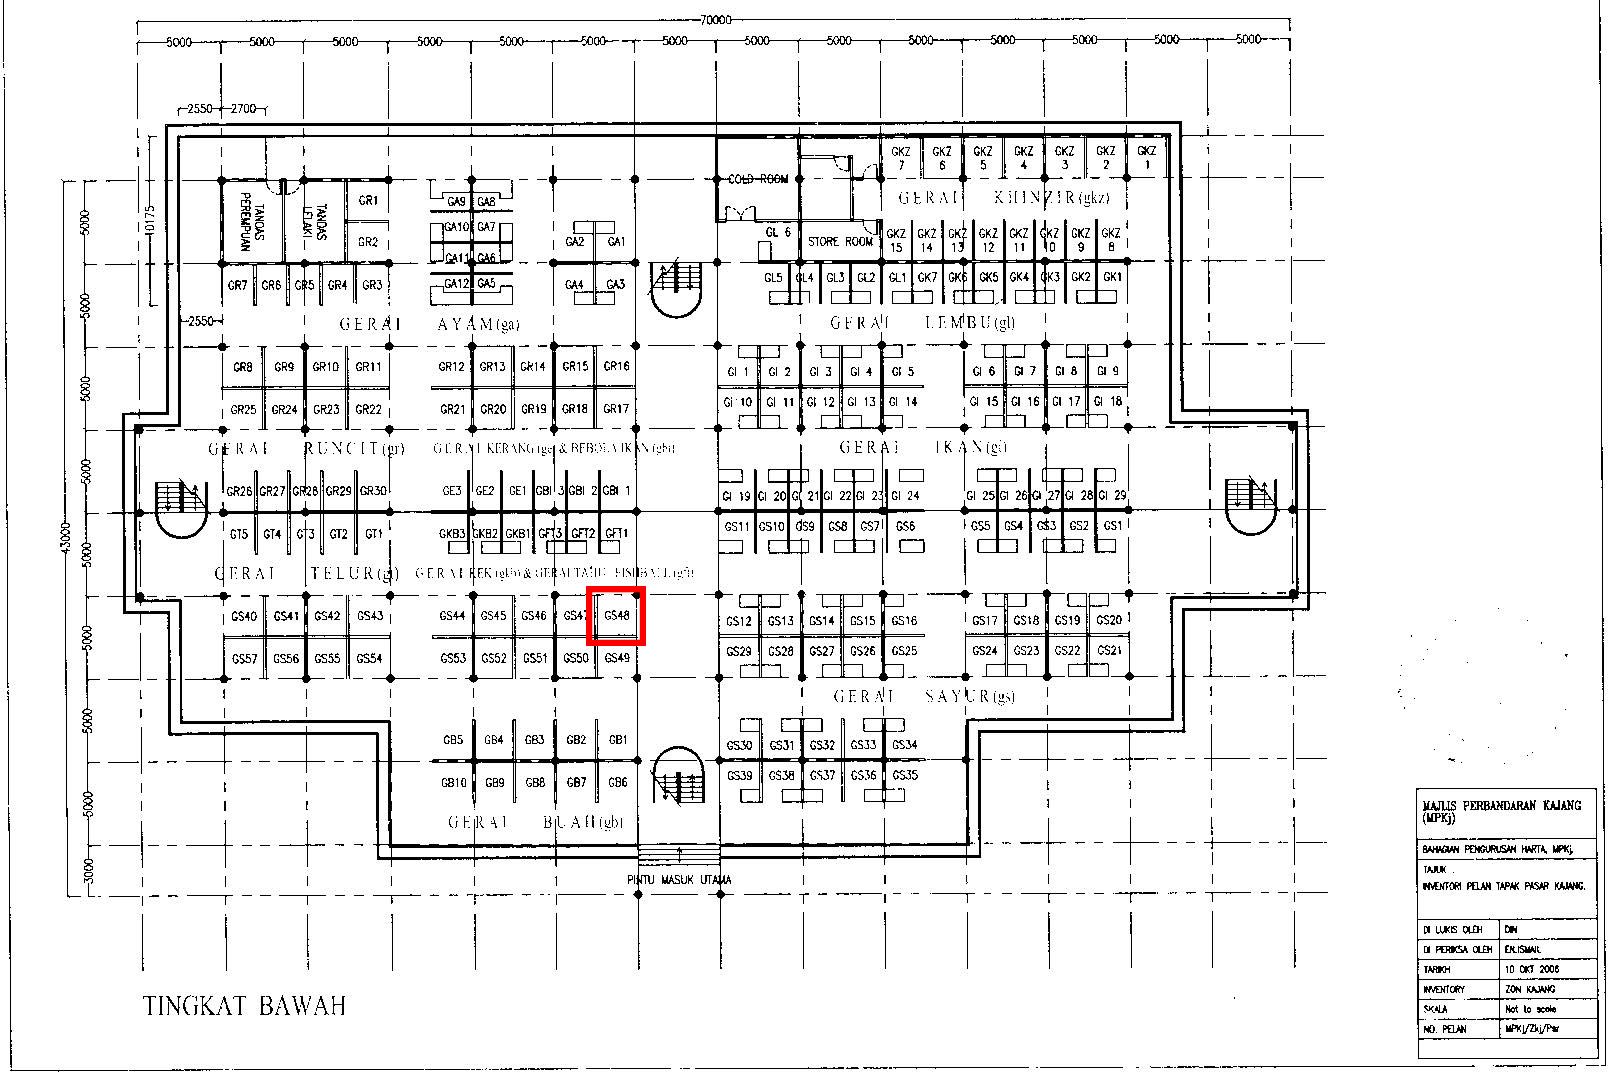 70000
5000 5000 5000 5000 5000 5000 5000 5000 5000 5000 5000 5000 5000 5000
2550 2700
GKZ 7 GKZ 6 GKZ 5 GKZ 4 GKZ 3 GKZ 2 GKZ 1
COLD ROOM
GERAI KHINZIR(gkz)
TANDAS PEREMPUAN
TANDAS LELAKI
GR1
GR2
GA9 GA8
GA10 GA7
GA11 GA6
GA12 GA5
GA2 GA1
GA4 GA3
GL 6
STORE ROOM
GKZ 15 GKZ 14 GKZ 13 GKZ 12 GKZ 11 GKZ 10 GKZ 9 GKZ 8
GR7 GR6 GR5 GR4 GR3
GL5 GL4 GL3 GL2 GL1 GK7 GK6 GK5 GK4 GK3 GK2 GK1
10175
2550
GERAI AYAM(ga)
GERAI LEMBU(gl)
GR8 GR9 GR10 GR11 GR12 GR13 GR14 GR15 GR16
GI 1 GI 2 GI 3 GI 4 GI 5 GI 6 GI 7 GI 8 GI 9
GR25 GR24 GR23 GR22 GR21 GR20 GR19 GR18 GR17
GI 10 GI 11 GI 12 GI 13 GI 14 GI 15 GI 16 GI 17 GI 18
GERAI RUNCIT(gr)
GERAI KERANG(ge) & BEBOLA IKAN(gbi)
GERAI IKAN(gi)
GR26 GR27 GR28 GR29 GR30 GE3 GE2 GE1 GBI 3 GBI 2 GBI 1
GI 19 GI 20 GI 21 GI 22 GI 23 GI 24 GI 25 GI 26 GI 27 GI 28 GI 29
GT5 GT4 GT3 GT2 GT1 GKB3 GKB2 GKB1 GFT3 GFT2 GFT1
GS11 GS10 GS9 GS8 GS7 GS6 GS5 GS4 GS3 GS2 GS1
GERAI TELUR(gt)
GERAI KEK(gkb) & GERAI TAHU FISHBALL(gft)
GS40 GS41 GS42 GS43 GS44 GS45 GS46 GS47 GS48
GS12 GS13 GS14 GS15 GS16 GS17 GS18 GS19 GS20
GS57 GS56 GS55 GS54 GS53 GS52 GS51 GS50 GS49
GS29 GS28 GS27 GS26 GS25 GS24 GS23 GS22 GS21
GERAI SAYUR(gs)
GB5 GB4 GB3 GB2 GB1
GS30 GS31 GS32 GS33 GS34
GB10 GB9 GB8 GB7 GB6
GS39 GS38 GS37 GS36 GS35
GERAI BUAH(gb)
PINTU MASUK UTAMA
5000
5000
5000
5000
5000
5000
5000
5000
3000
43000
TINGKAT BAWAH
MAJLIS PERBANDARAN KAJANG
(MPKj)
BAHAGIAN PENGURUSAN HARTA, MPKj.
TAJUK :
INVENTORI PELAN TAPAK PASAR KAJANG.
DI LUKIS OLEH DIN
DI PERIKSA OLEH EN.ISMAIL
TARIKH 10 OKT 2006
INVENTORY ZON KAJANG
SKALA Not to scale
NO. PELAN MPKj/Zkj/Psr